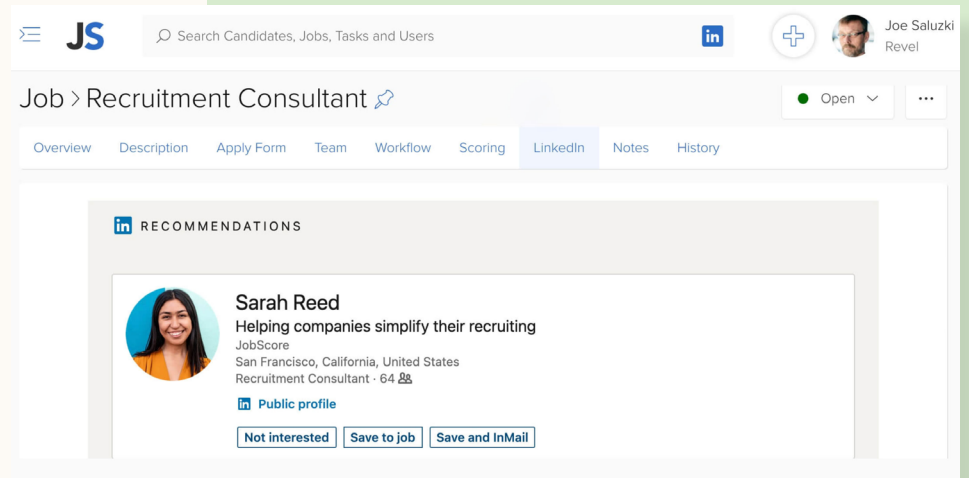 JS
Search Candidates, Jobs, Tasks and Users
in
Joe Saluzki
Revel
Job > Recruitment Consultant
Open
...
Overview Description Apply Form Team Workflow Scoring LinkedIn Notes History
in RECOMMENDATIONS
Sarah Reed
Helping companies simplify their recruiting
JobScore
San Francisco, California, United States
Recruitment Consultant · 64
in Public profile
Not interested Save to job Save and InMail